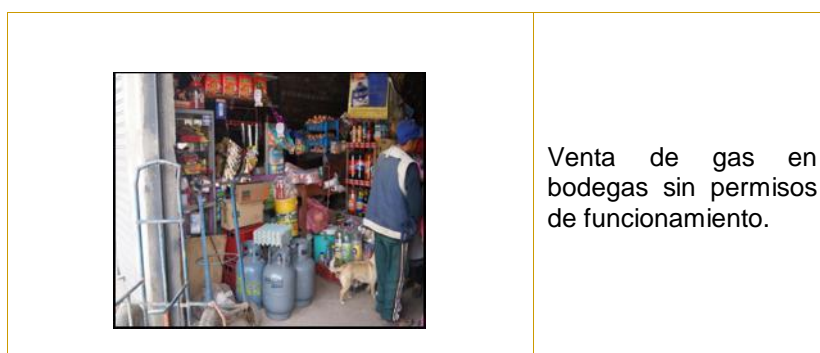 Venta de gas en
bodegas sin permisos
de funcionamiento.